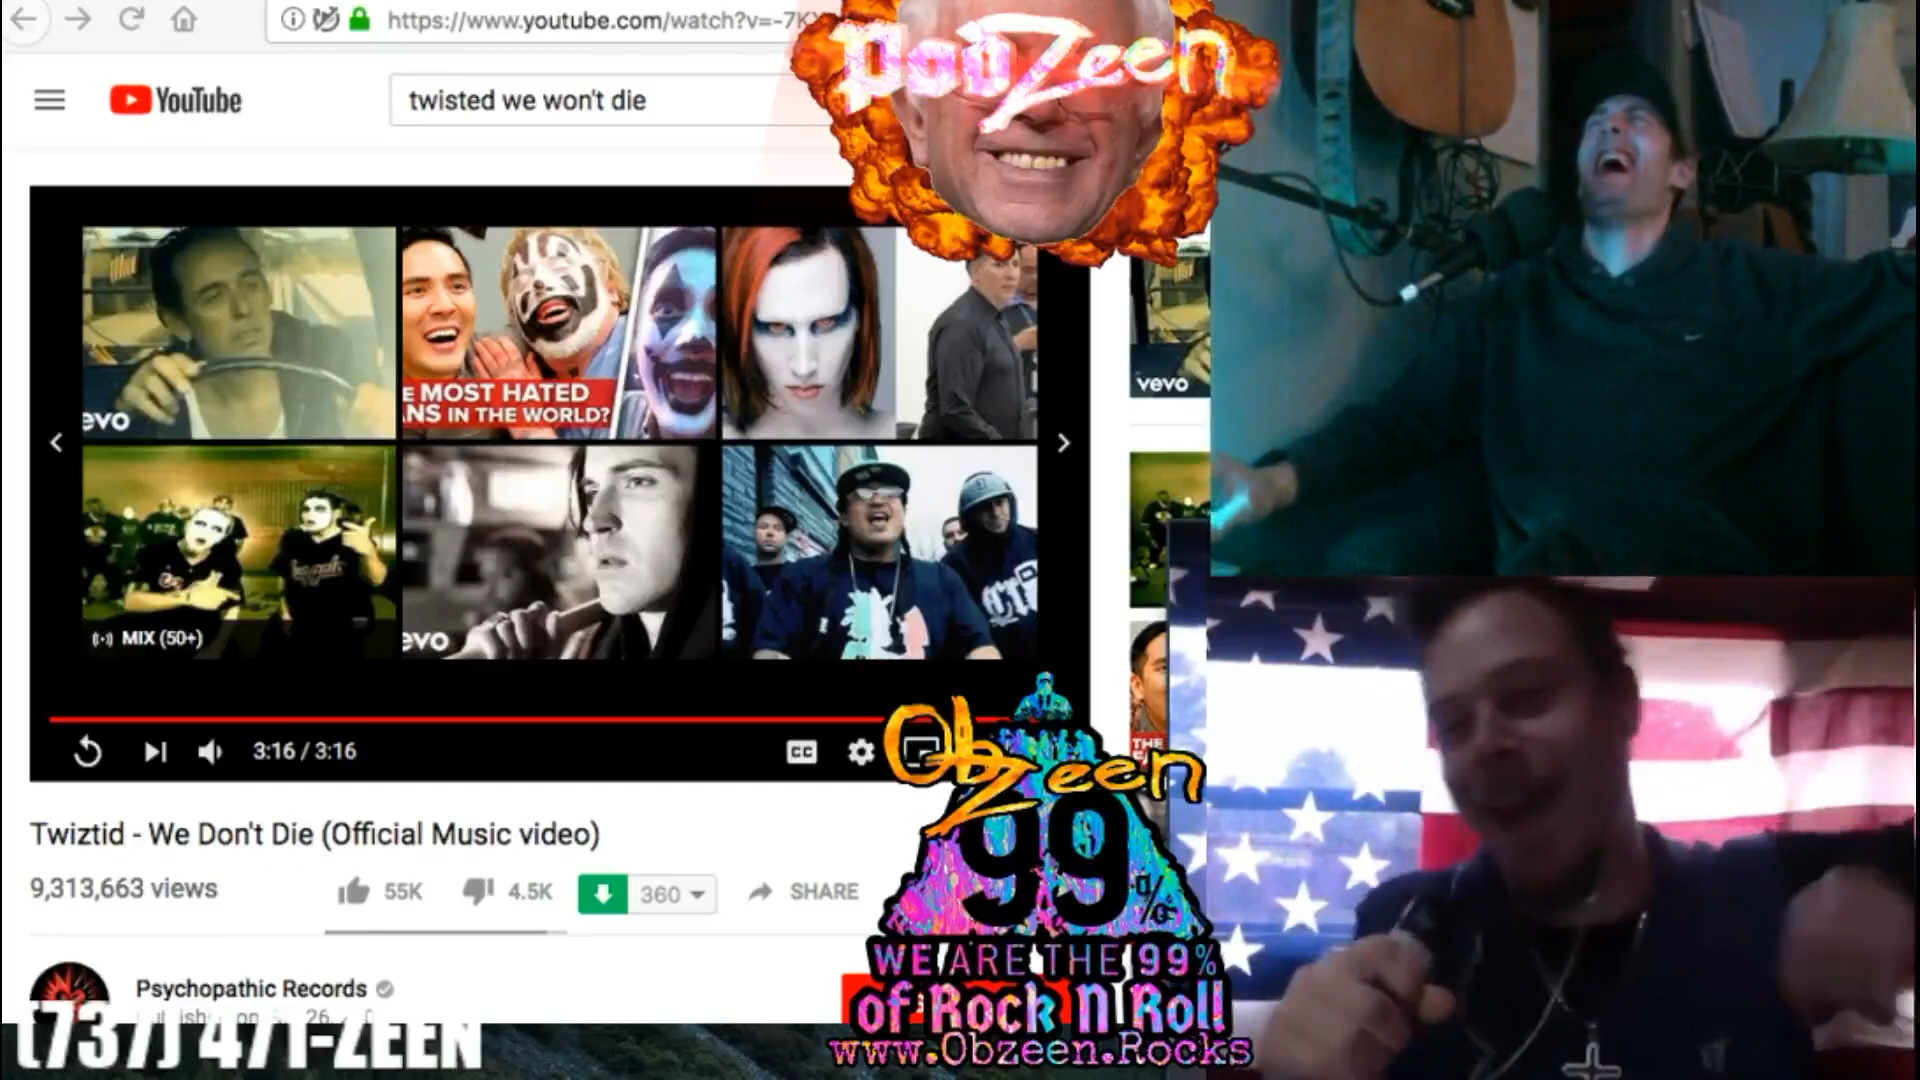 https://www.youtube.com/watch?v=-7K
PobZeen
YouTube
twisted we won't die
evo
E MOST HATED
NS IN THE WORLD?
vevo
MIX (50+)
evo
THE
3:16 / 3:16
CC
ObZeen
99%
Twiztid - We Don't Die (Official Music video)
9,313,663 views
55K
4.5K
360
SHARE
WE ARE THE 99%
of Rock N Roll
www.Obzeen.Rocks
Psychopathic Records
(737) 471-ZEEN